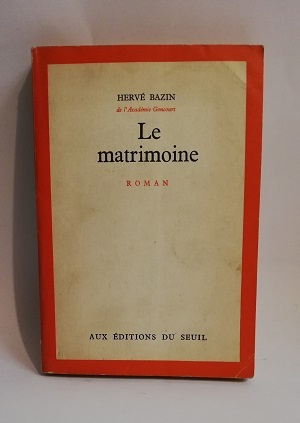 HERVÉ BAZIN
de l'Académie Goncourt
Le
matrimoine
ROMAN
AUX ÉDITIONS DU SEUIL